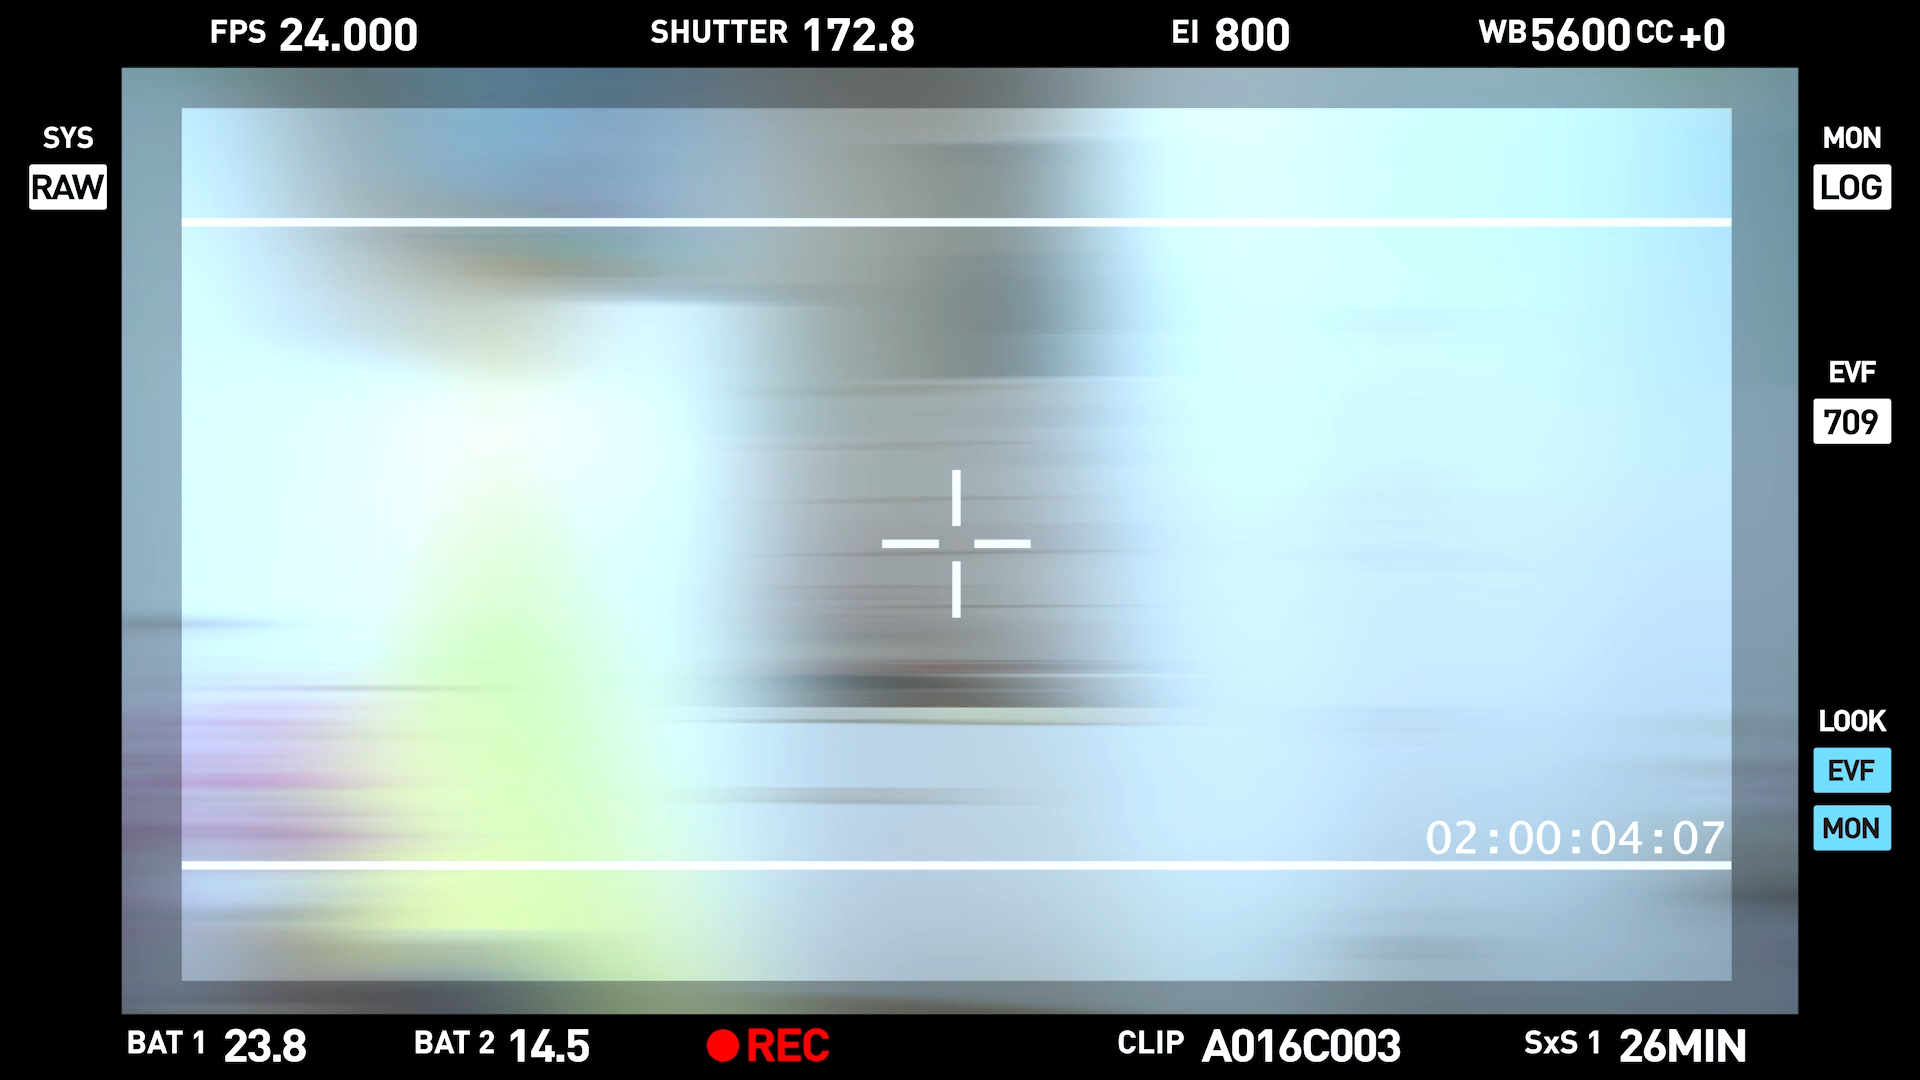 FPS 24.000 SHUTTER 172.8 EI 800 WB 5600 CC +0
SYS
RAW
MON
LOG
EVF
709
LOOK
EVF
MON
02:00:04:07
BAT 1 23.8 BAT 2 14.5 REC CLIP A016C003 SxS 1 26MIN